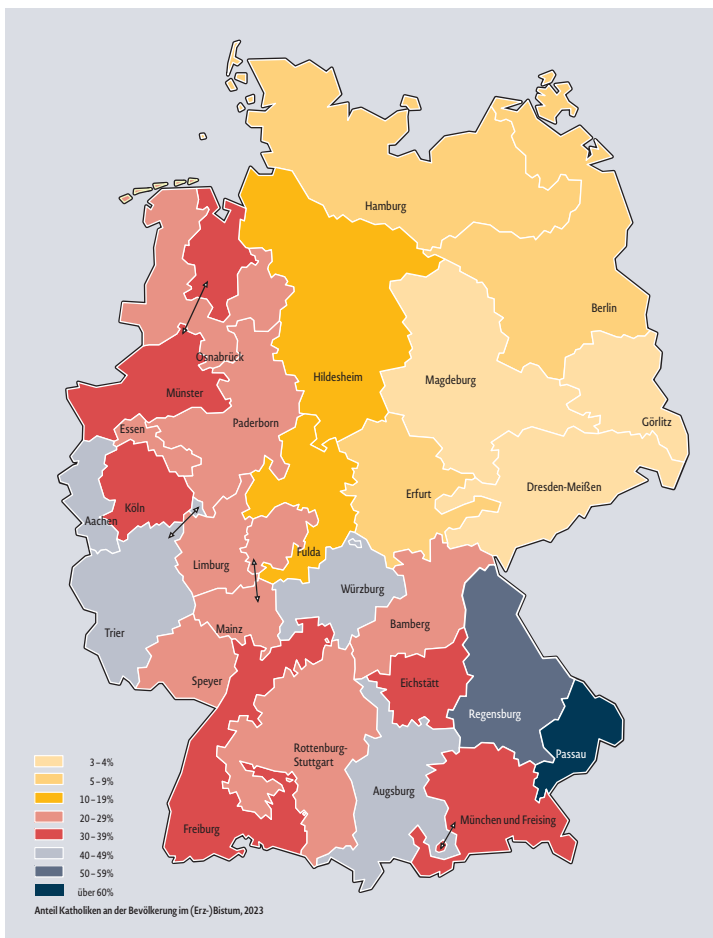 Hamburg
Berlin
Osnabrück
Hildesheim
Magdeburg
Münster
Görlitz
Essen
Paderborn
Dresden-Meißen
Erfurt
Köln
Aachen
Fulda
Limburg
Würzburg
Bamberg
Trier
Mainz
Speyer
Eichstätt
Regensburg
Rottenburg-
Stuttgart
Passau
Augsburg
München und Freising
Freiburg
3 – 4%
5 – 9%
10 – 19%
20 – 29%
30 – 39%
40 – 49%
50 – 59%
über 60%
Anteil Katholiken an der Bevölkerung im (Erz-)Bistum, 2023